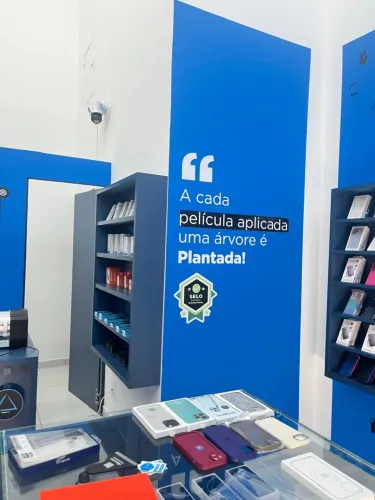 “
A cada
película aplicada
uma árvore é
Plantada!
SELO